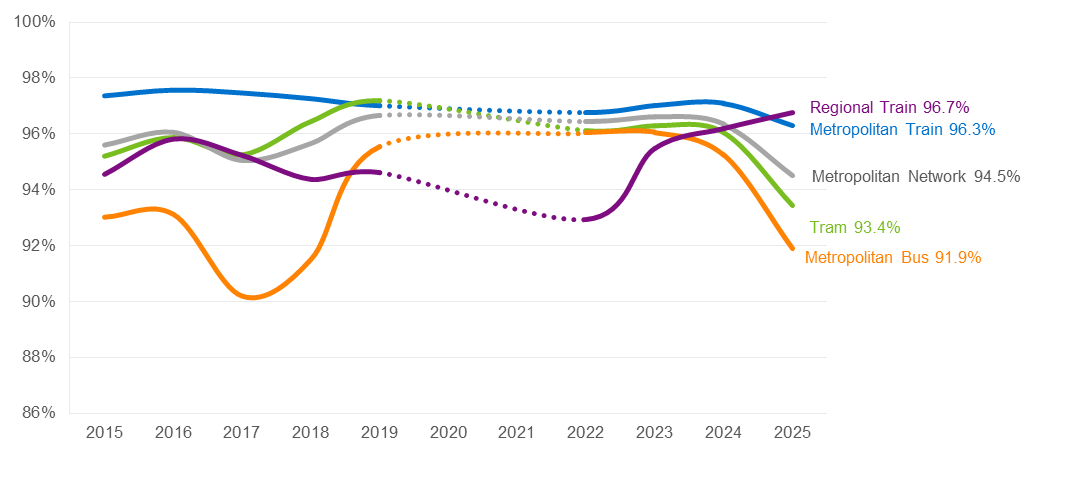 100%
98%
96%
94%
92%
90%
88%
86%
2015 2016 2017 2018 2019 2020 2021 2022 2023 2024 2025
Regional Train 96.7%
Metropolitan Train 96.3%
Metropolitan Network 94.5%
Tram 93.4%
Metropolitan Bus 91.9%